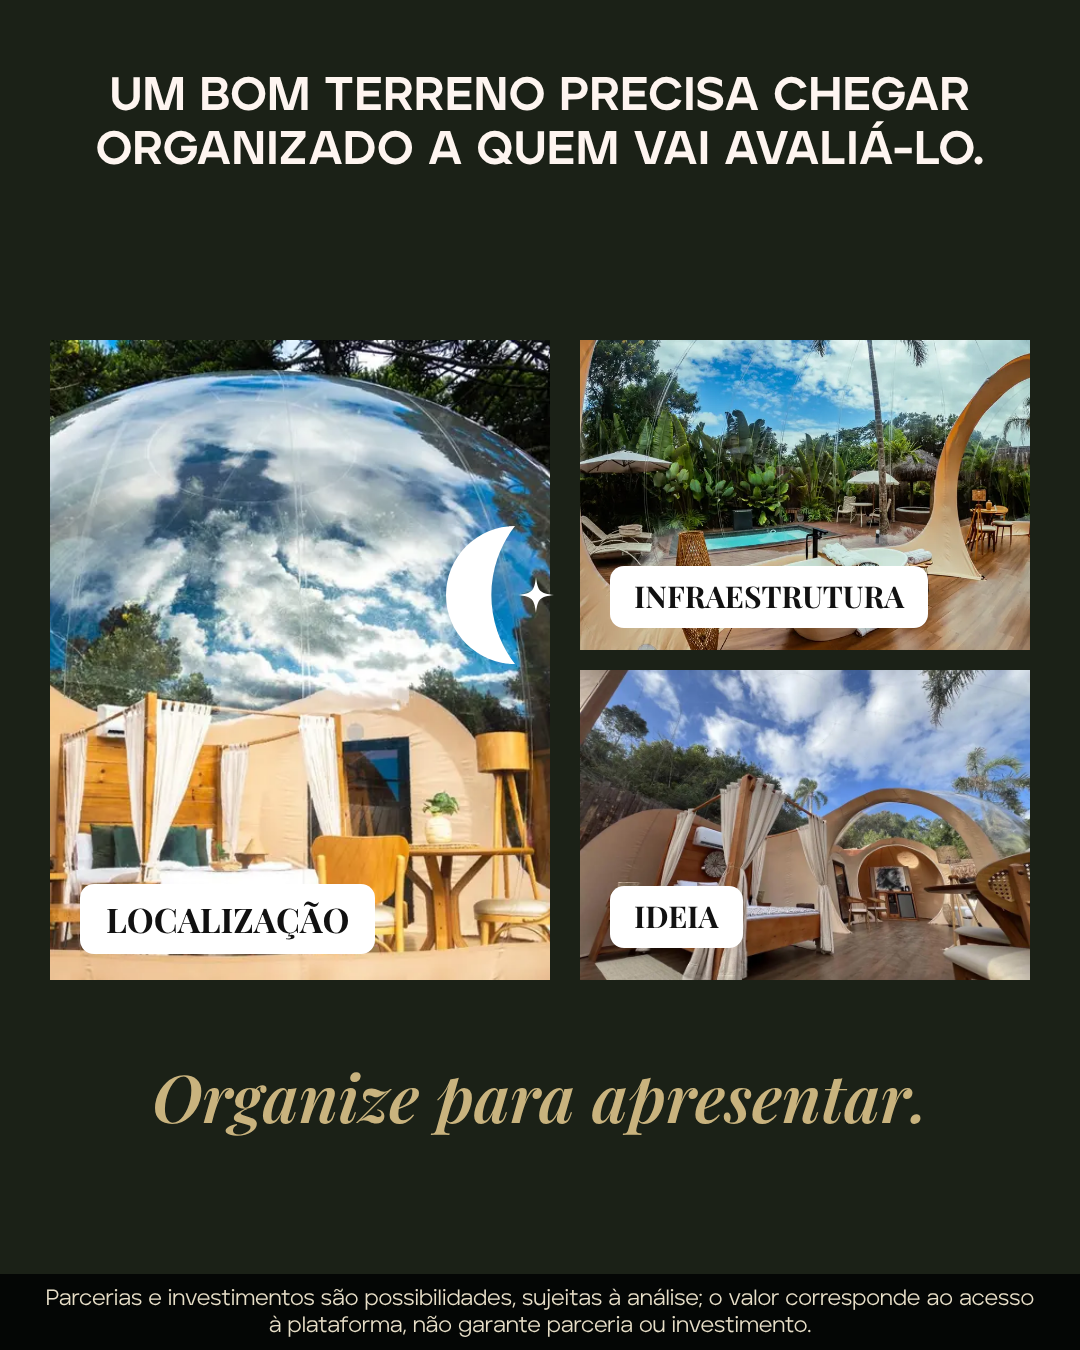 UM BOM TERRENO PRECISA CHEGAR
ORGANIZADO A QUEM VAI AVALIÁ-LO.
INFRAESTRUTURA
LOCALIZAÇÃO
IDEIA
Organize para apresentar.
Parcerias e investimentos são possibilidades, sujeitas à análise; o valor corresponde ao acesso
à plataforma, não garante parceria ou investimento.